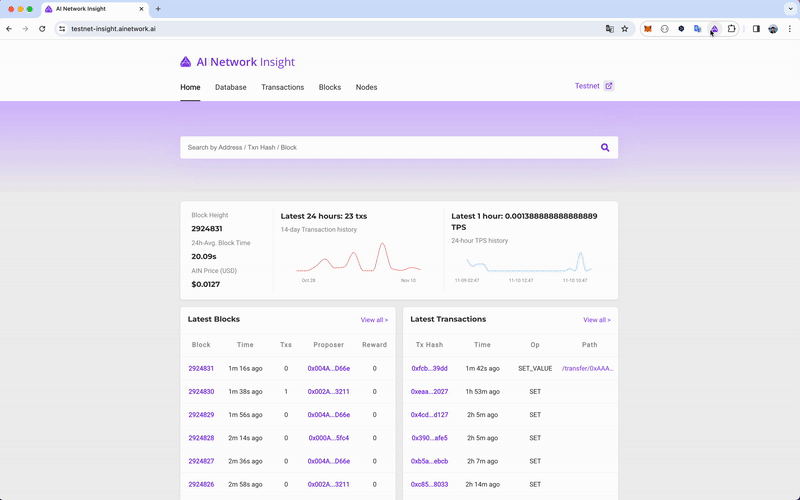 AI Network Insight
testnet-insight.ainetwork.ai
AI Network Insight
Home Database Transactions Blocks Nodes
Testnet
Search by Address / Txn Hash / Block
Block Height
2924831
24h-Avg. Block Time
20.09s
AIN Price (USD)
$0.0127
Latest 24 hours: 23 txs
14-day Transaction history
Oct 28 Nov 10
Latest 1 hour: 0.001388888888888889
TPS
24-hour TPS history
11-09 02:47 11-10 12:47 11-10 10:47
Latest Blocks View all >
Block Time Txs Proposer Reward
2924831 1m 16s ago 0 0x004A...D66e 0
2924830 1m 38s ago 1 0x002A...3211 0
2924829 1m 56s ago 0 0x004A...D66e 0
2924828 2m 14s ago 0 0x000A...5fc4 0
2924827 2m 36s ago 0 0x004A...D66e 0
2924826 2m 58s ago 0 0x002A...3211 0
Latest Transactions View all >
Tx Hash Time Op Path
0xfcb...39dd 1m 42s ago SET_VALUE /transfer/0xAAA...
0xeaa...2027 1h 53m ago SET
0x4cd...d127 2h 5m ago SET
0x390...afe5 2h 5m ago SET
0xb5a...ebcb 2h 7m ago SET
0xc85...8033 2h 14m ago SET